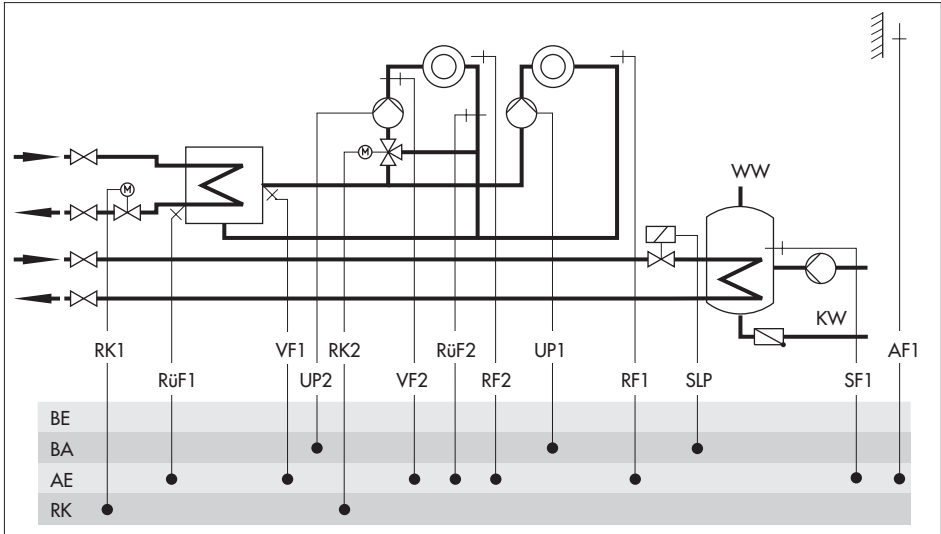 M
M
WW
KW
RK1 VF1 RK2 RüF2 UP1 AF1
RüF1 UP2 VF2 RF2 RF1 SLP SF1
BE
BA
AE
RK